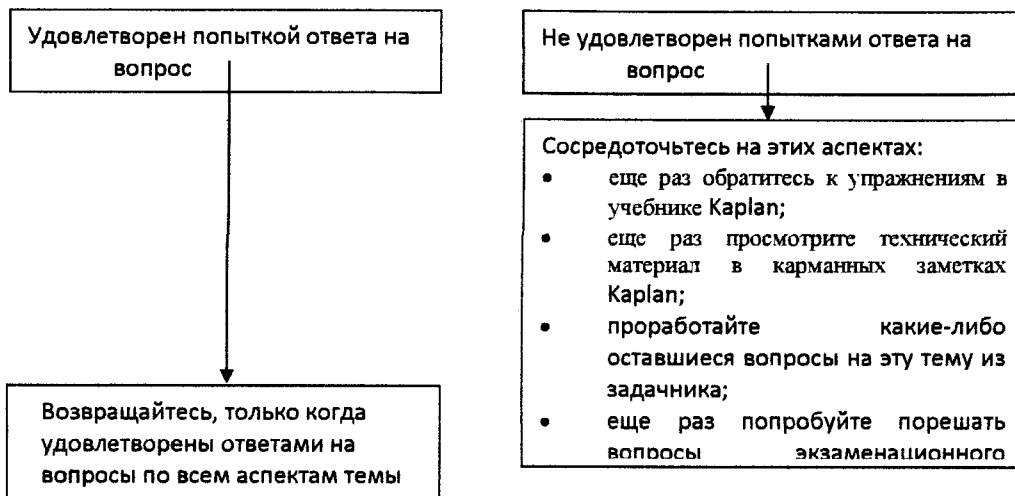 Удовлетворен попыткой ответа на
вопрос
Не удовлетворен попытками ответа на
вопрос
Сосредоточьтесь на этих аспектах:
• еще раз обратитесь к упражнениям в
учебнике Kaplan;
• еще раз просмотрите технический
материал в карманных заметках
Kaplan;
• проработайте какие-либо
оставшиеся вопросы на эту тему из
задачника;
• еще раз попробуйте порешать
вопросы экзаменационного
Возвращайтесь, только когда
удовлетворены ответами на
вопросы по всем аспектам темы